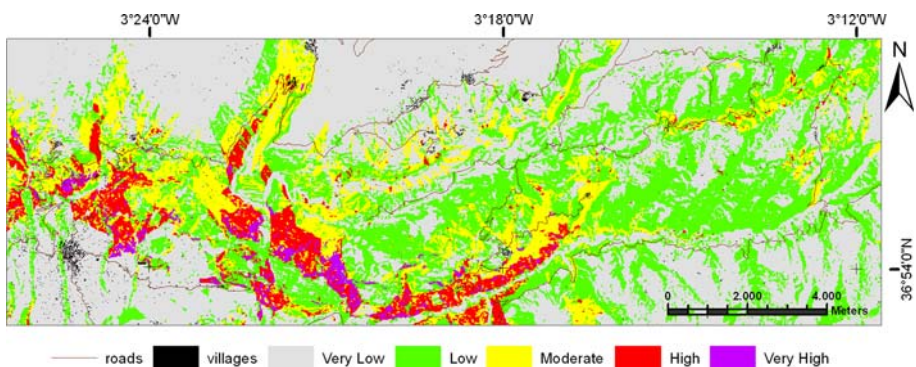 3°24'0"W 3°18'0"W 3°12'0"W
N
36°54'0"N
0 2.000 4.000
Meters
roads villages Very Low Low Moderate High Very High